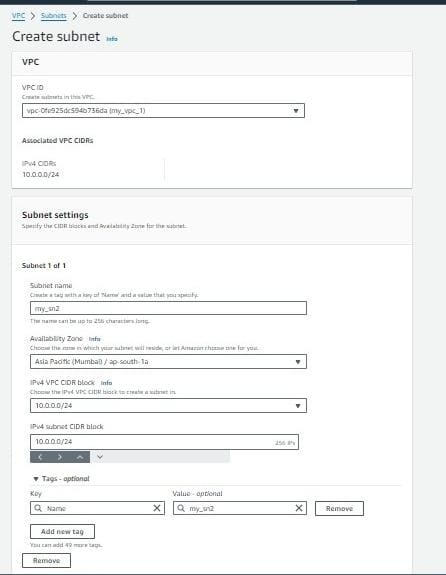 VPC > Subnets > Create subnet
Create subnet Info
VPC
VPC ID
Create subnets in this VPC.
vpc-0fe925dc594b736da (my_vpc_1)
Associated VPC CIDRs
IPv4 CIDRs
10.0.0.0/24
Subnet settings
Specify the CIDR blocks and Availability Zone for the subnet.
Subnet 1 of 1
Subnet name
Create a tag with a key of 'Name' and a value that you specify.
my_sn2
The name can be up to 256 characters long.
Availability Zone Info
Choose the zone in which your subnet will reside, or let Amazon choose one for you.
Asia Pacific (Mumbai) / ap-south-1a
IPv4 VPC CIDR block Info
Choose the IPv4 VPC CIDR block to create a subnet in.
10.0.0.0/24
IPv4 subnet CIDR block
10.0.0.0/24 256 IPs
Tags - optional
Key Value - optional
Name my_sn2 Remove
Add new tag
You can add 49 more tags.
Remove